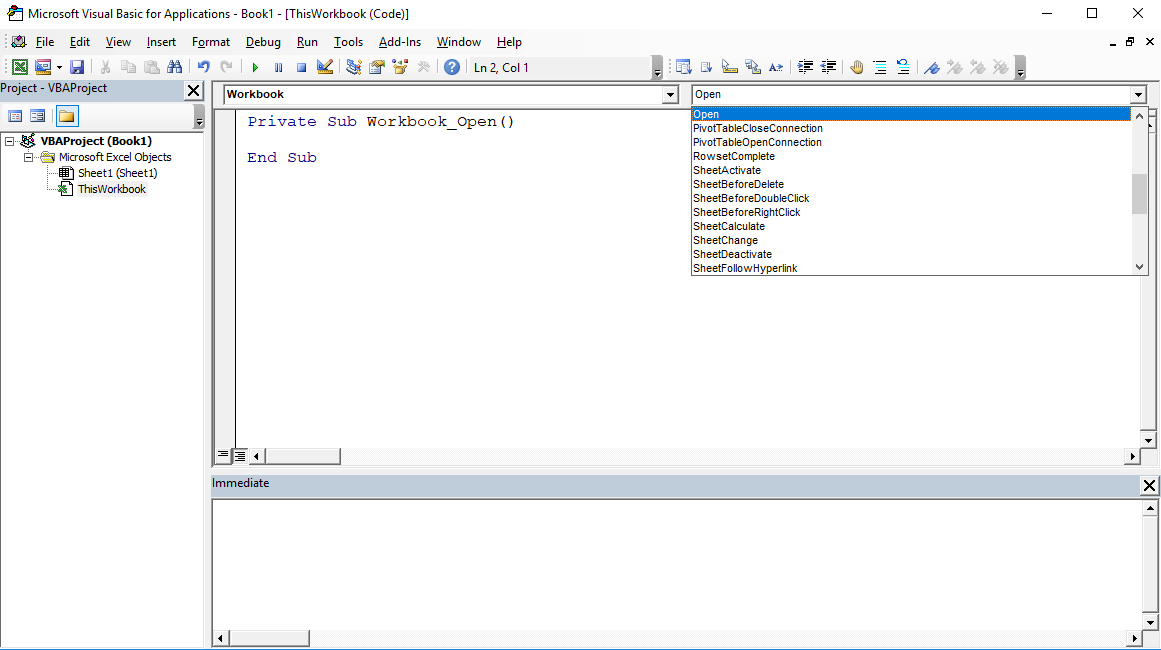 Microsoft Visual Basic for Applications - Book1 - [ThisWorkbook (Code)]
File Edit View Insert Format Debug Run Tools Add-Ins Window Help
Ln 2, Col 1
Project - VBAProject
VBAProject (Book1)
Microsoft Excel Objects
Sheet1 (Sheet1)
ThisWorkbook
Workbook
Open
Private Sub Workbook_Open()
End Sub
Open
PivotTableCloseConnection
PivotTableOpenConnection
RowsetComplete
SheetActivate
SheetBeforeDelete
SheetBeforeDoubleClick
SheetBeforeRightClick
SheetCalculate
SheetChange
SheetDeactivate
SheetFollowHyperlink
Immediate